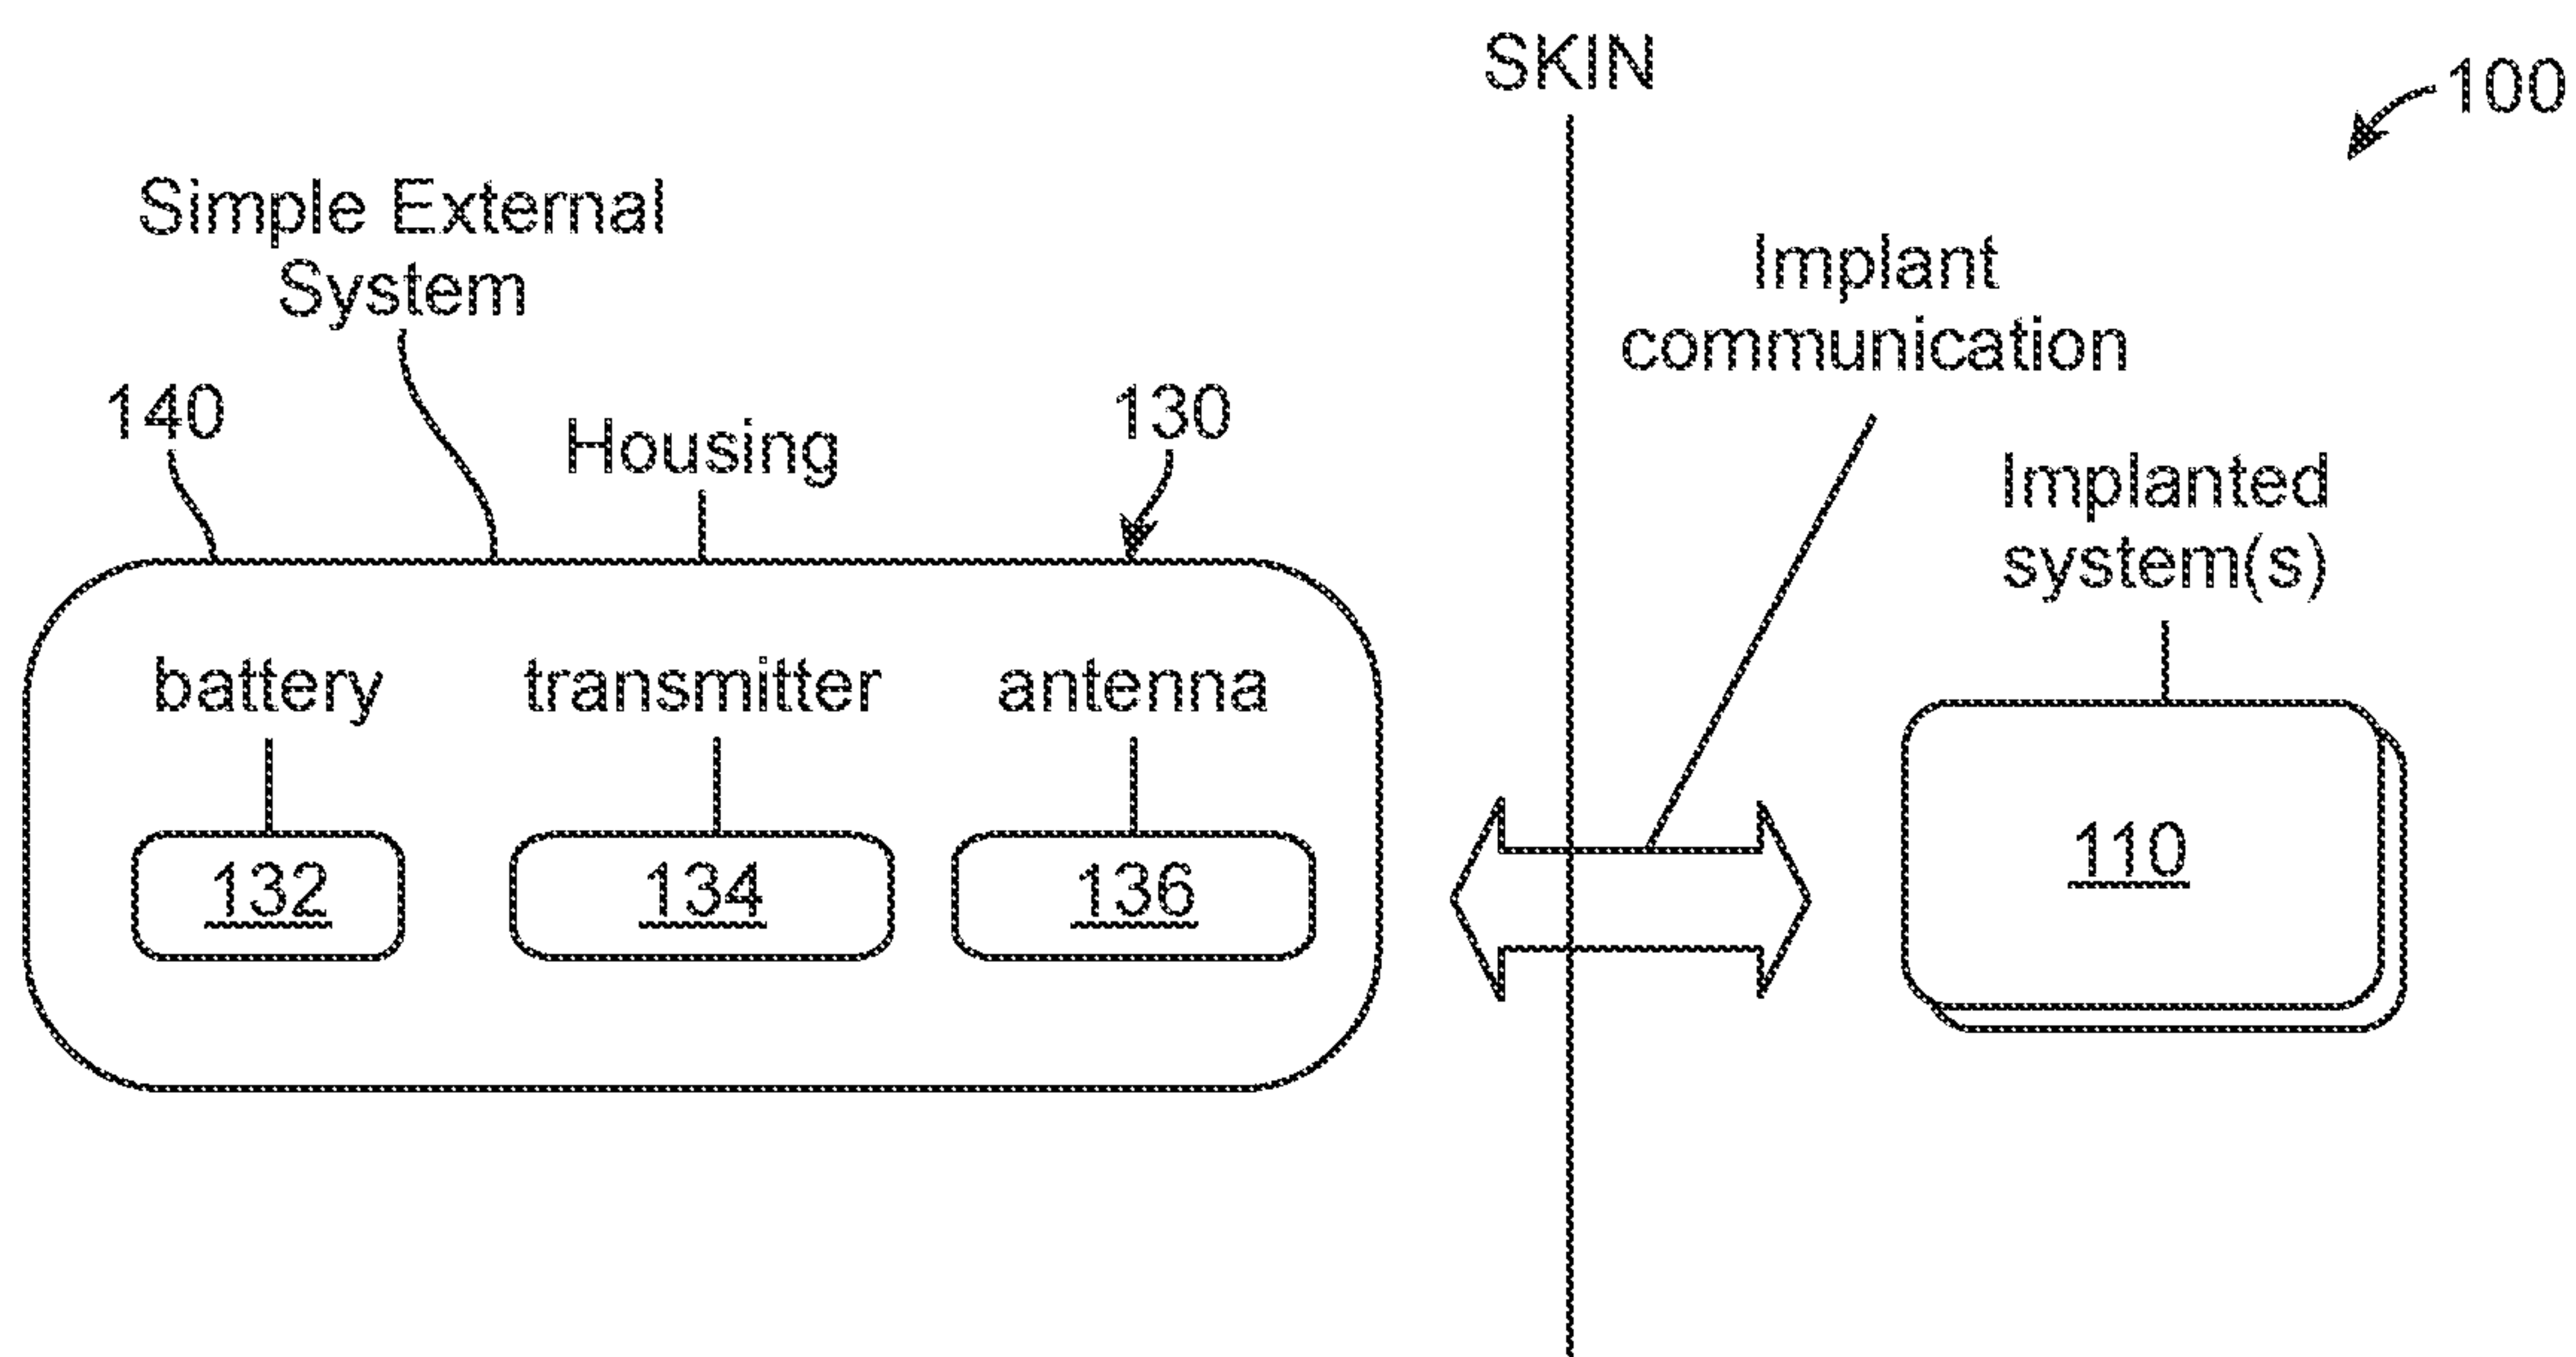 SKIN
100
Simple External
System
Implant
communication
140
Housing
130
Implanted
system(s)
battery
transmitter
antenna
132
134
136
110